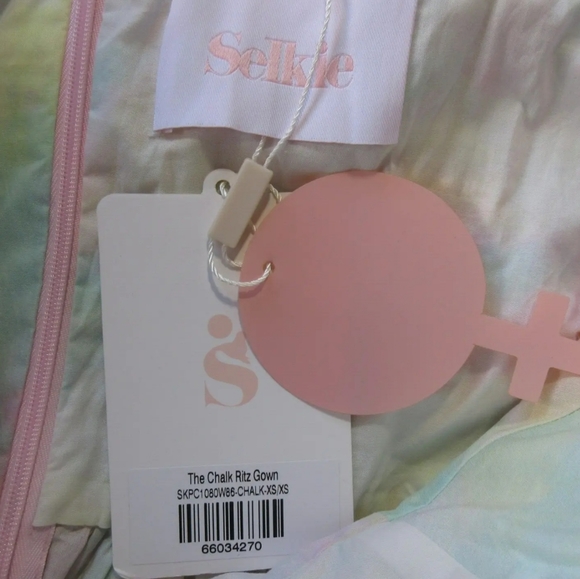 Selkie
S
The Chalk Ritz Gown
SKPC1080W86-CHALK-XS/XS
66034270